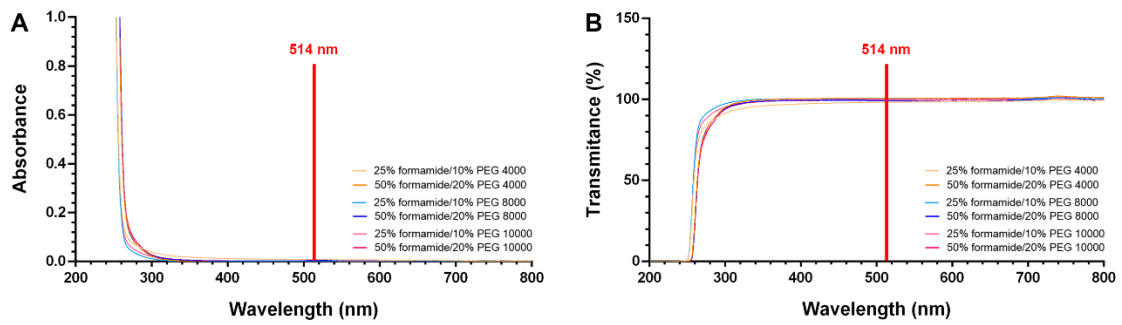 A
Absorbance
1.0
0.8
0.6
0.4
0.2
0.0
514 nm
25% formamide/10% PEG 4000
50% formamide/20% PEG 4000
25% formamide/10% PEG 8000
50% formamide/20% PEG 8000
25% formamide/10% PEG 10000
50% formamide/20% PEG 10000
200 300 400 500 600 700 800
Wavelength (nm)
B
Transmitance (%)
150
100
50
0
514 nm
25% formamide/10% PEG 4000
50% formamide/20% PEG 4000
25% formamide/10% PEG 8000
50% formamide/20% PEG 8000
25% formamide/10% PEG 10000
50% formamide/20% PEG 10000
200 300 400 500 600 700 800
Wavelength (nm)